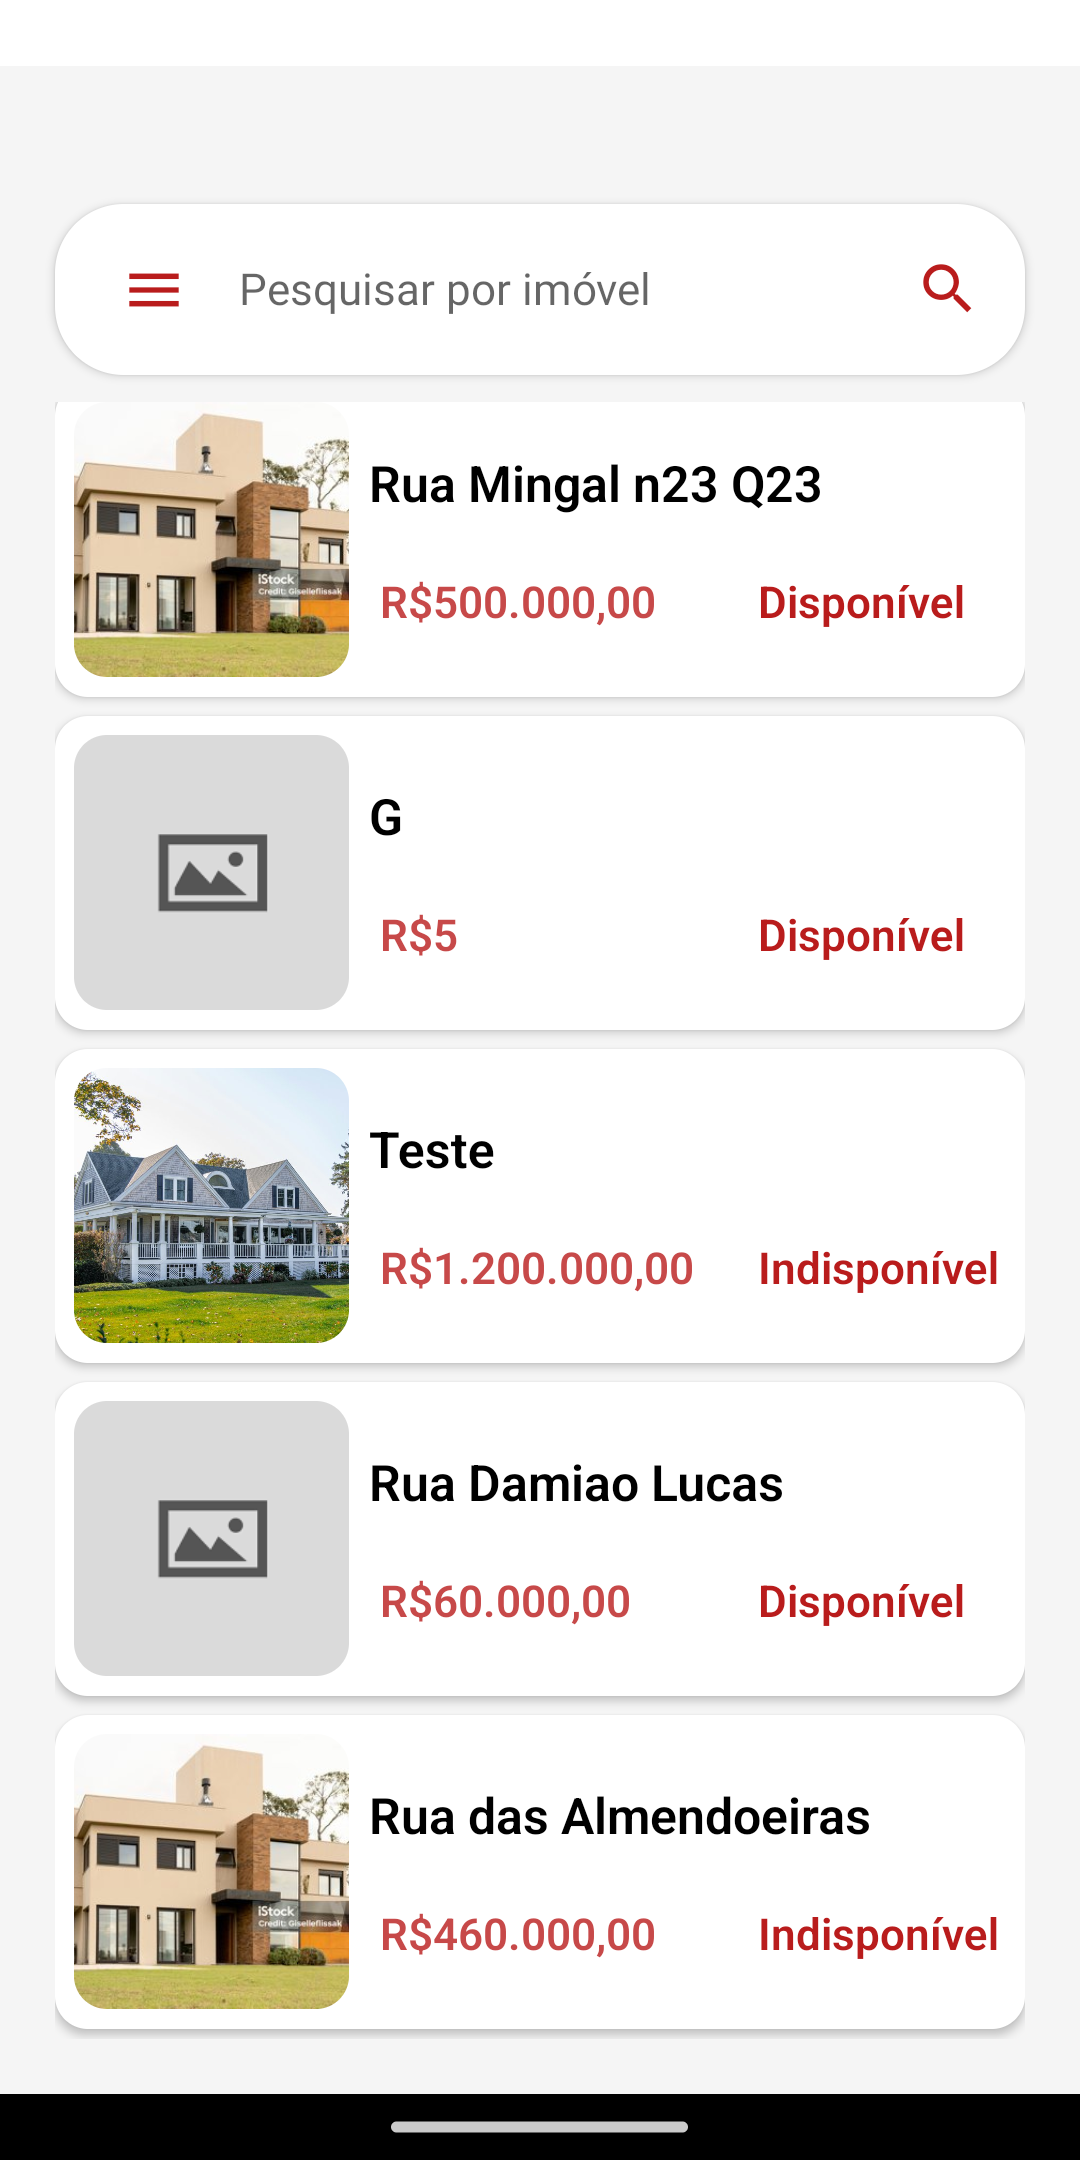 Pesquisar por imóvel
Rua Mingal n23 Q23
iStock
Credit: Giselleflissak
R$500.000,00 Disponível
G
R$5 Disponível
Teste
R$1.200.000,00 Indisponível
Rua Damiao Lucas
R$60.000,00 Disponível
Rua das Almendoeiras
iStock
Credit: Giselleflissak
R$460.000,00 Indisponível